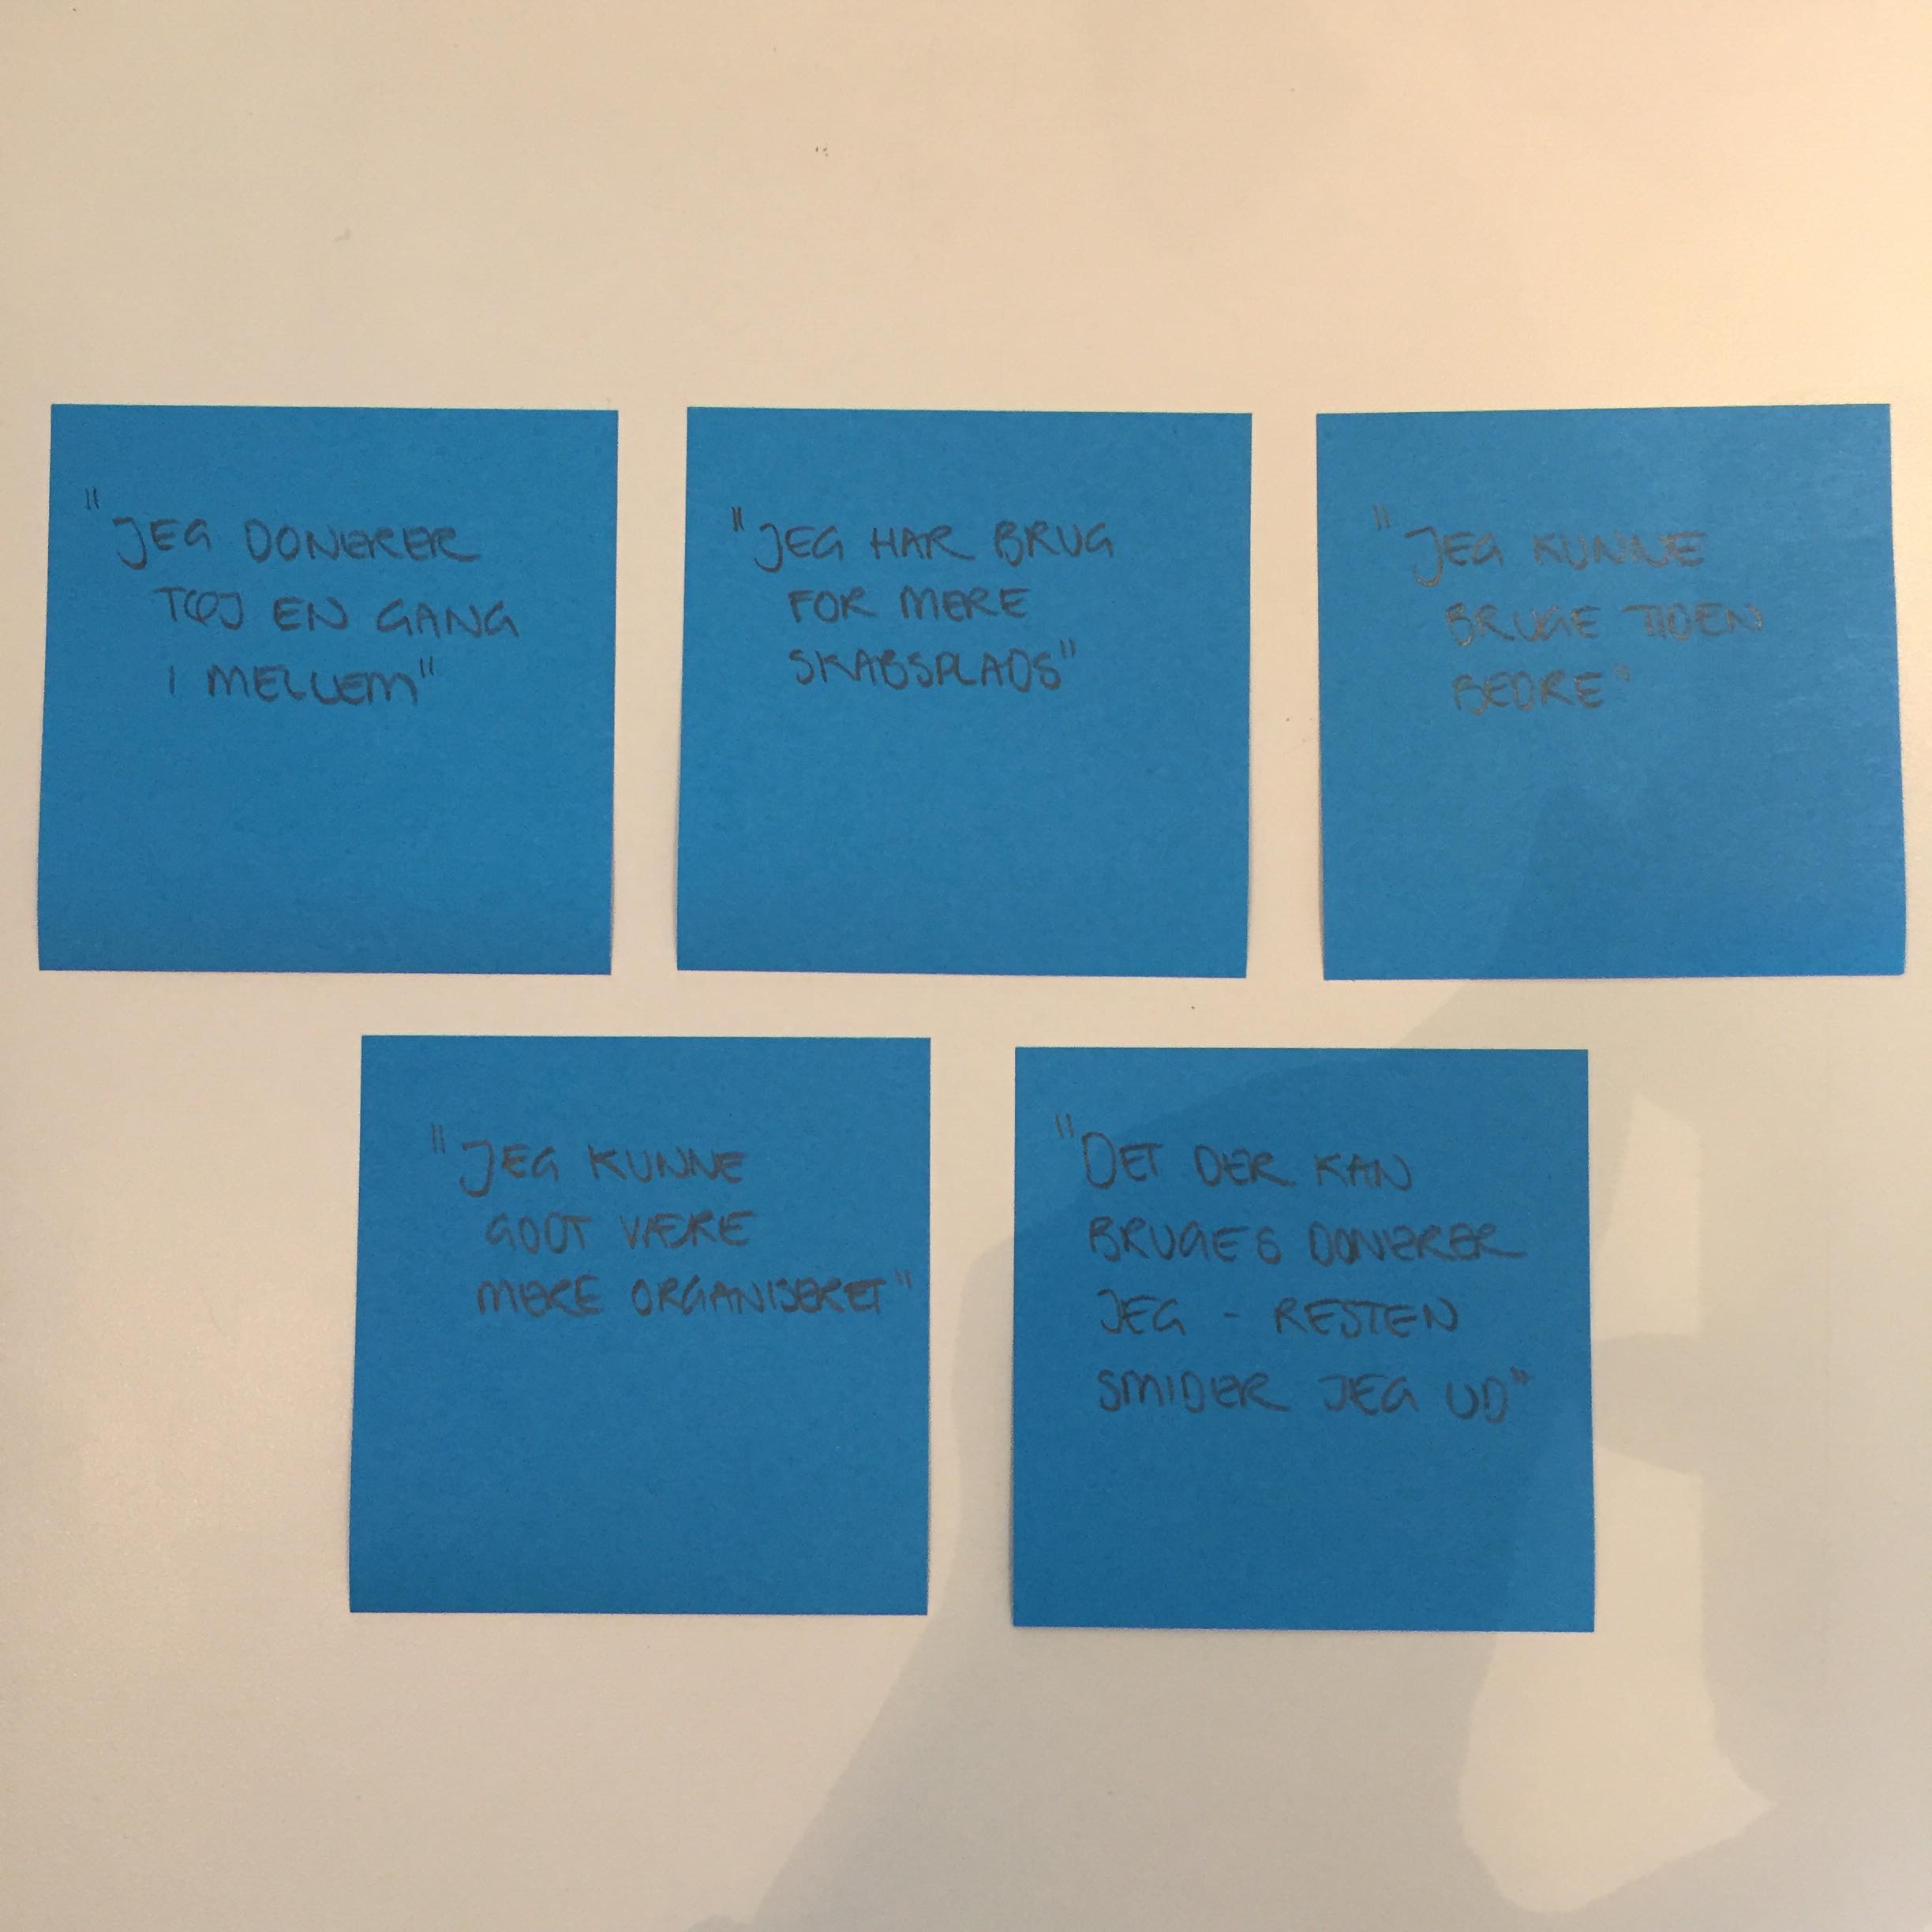 "JEG DONERER
TØJ EN GANG
I MELLEM"
"JEG HAR BRUG
FOR MERE
SKABSPLADS"
"JEG KUNNE
BRUGE TIDEN
BEDRE"
"JEG KUNNE
GODT VÆRE
MERE ORGANISERET"
"DET DER KAN
BRUGES DONERER
JEG - RESTEN
SMIDER JEG UD"